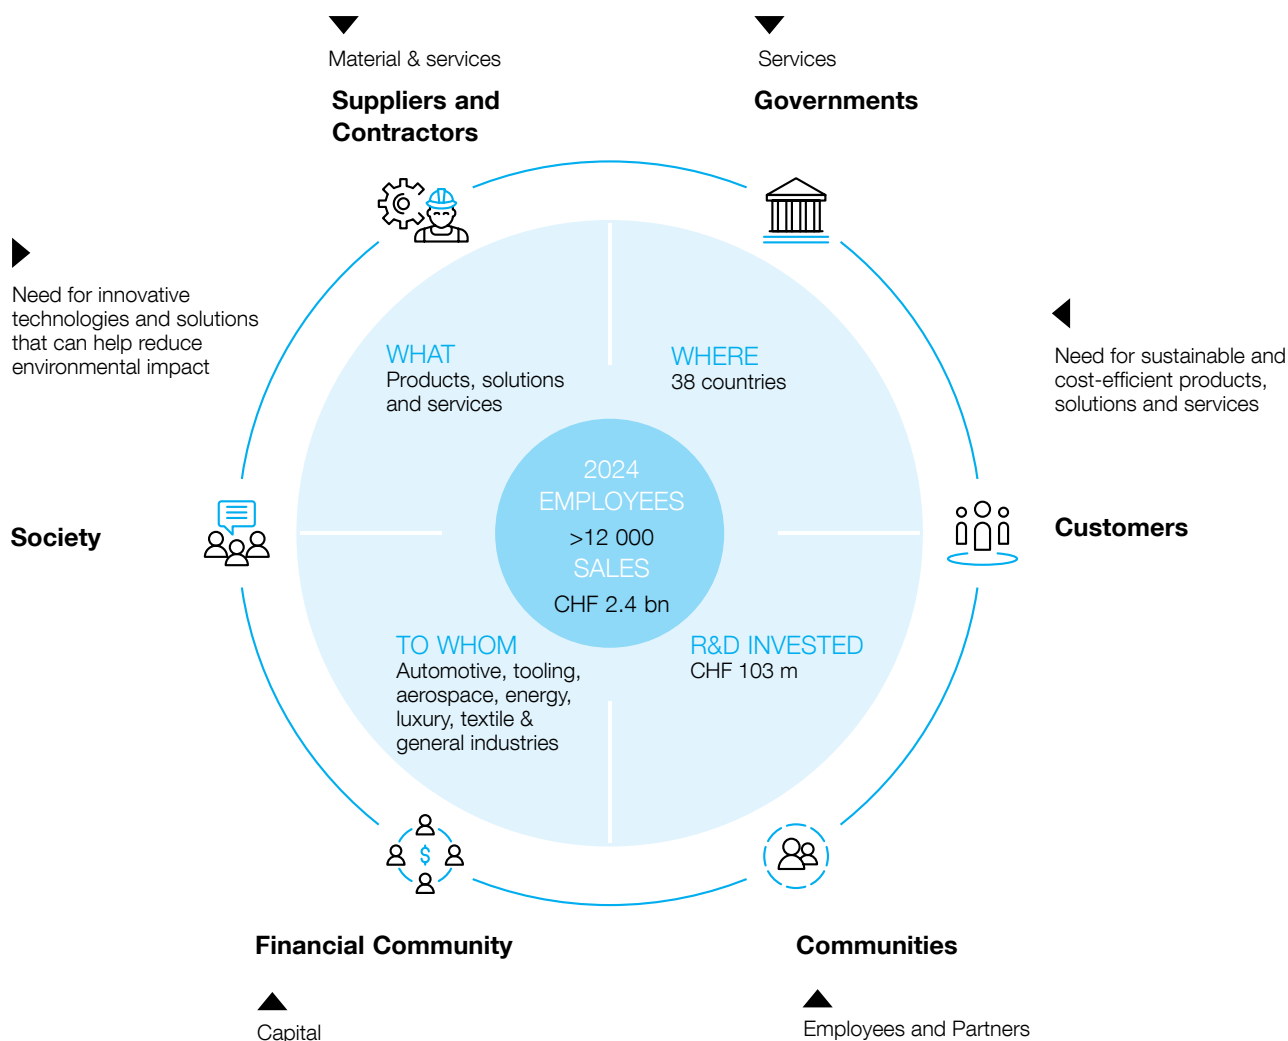 Material & services
Suppliers and
Contractors
Services
Governments
Need for innovative
technologies and solutions
that can help reduce
environmental impact
Need for sustainable and
cost-efficient products,
solutions and services
WHAT
Products, solutions
and services
WHERE
38 countries
2024
EMPLOYEES
>12 000
SALES
CHF 2.4 bn
Society
Customers
TO WHOM
Automotive, tooling,
aerospace, energy,
luxury, textile &
general industries
R&D INVESTED
CHF 103 m
$
Financial Community
Communities
Capital
Employees and Partners